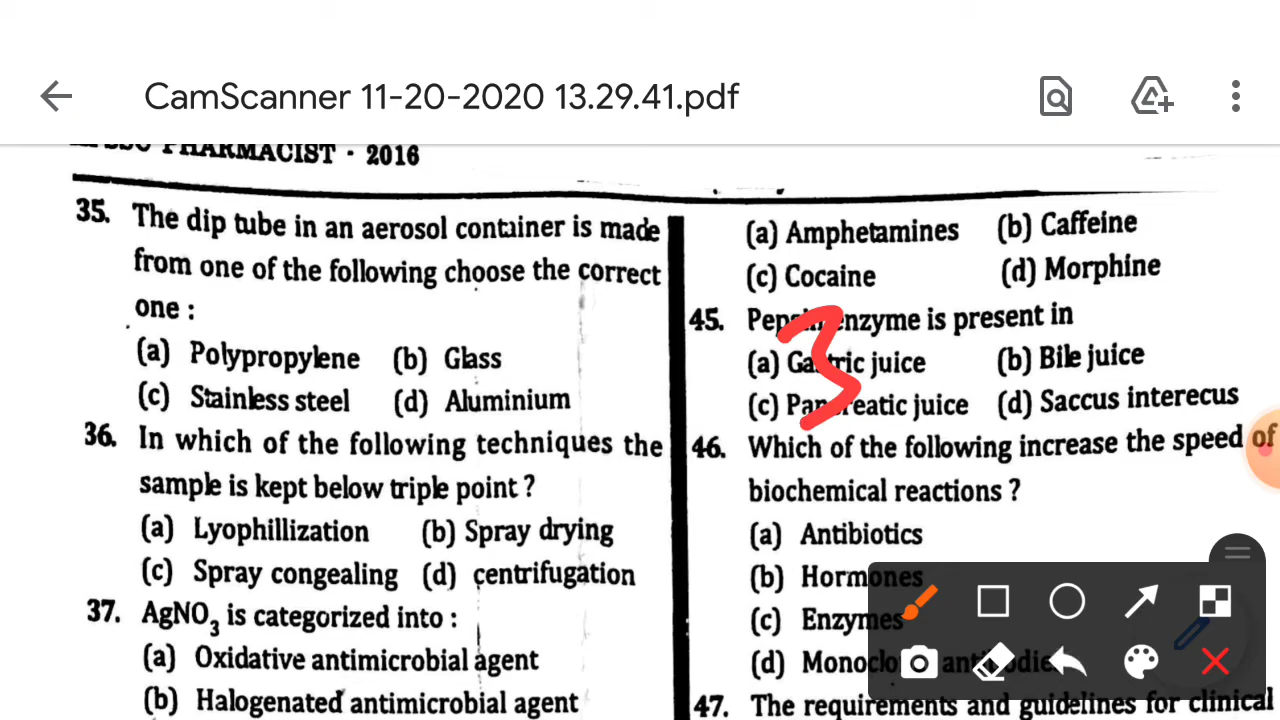 CamScanner 11-20-2020 13.29.41.pdf
PHARMACIST - 2016
35. The dip tube in an aerosol container is made
from one of the following choose the correct
one :
(a) Polypropylene (b) Glass
(c) Stainless steel (d) Aluminium
36. In which of the following techniques the
sample is kept below triple point ?
(a) Lyophillization (b) Spray drying
(c) Spray congealing (d) centrifugation
37. AgNO3 is categorized into :
(a) Oxidative antimicrobial agent
(b) Halogenated antimicrobial agent
(a) Amphetamines (b) Caffeine
(c) Cocaine (d) Morphine
45. Pepsin enzyme is present in
(a) Gastric juice (b) Bile juice
(c) Pancreatic juice (d) Saccus interecus
3
46. Which of the following increase the speed of
biochemical reactions ?
(a) Antibiotics
(b) Hormones
(c) Enzymes
(d)
47. The requirements and guidelines for clinical